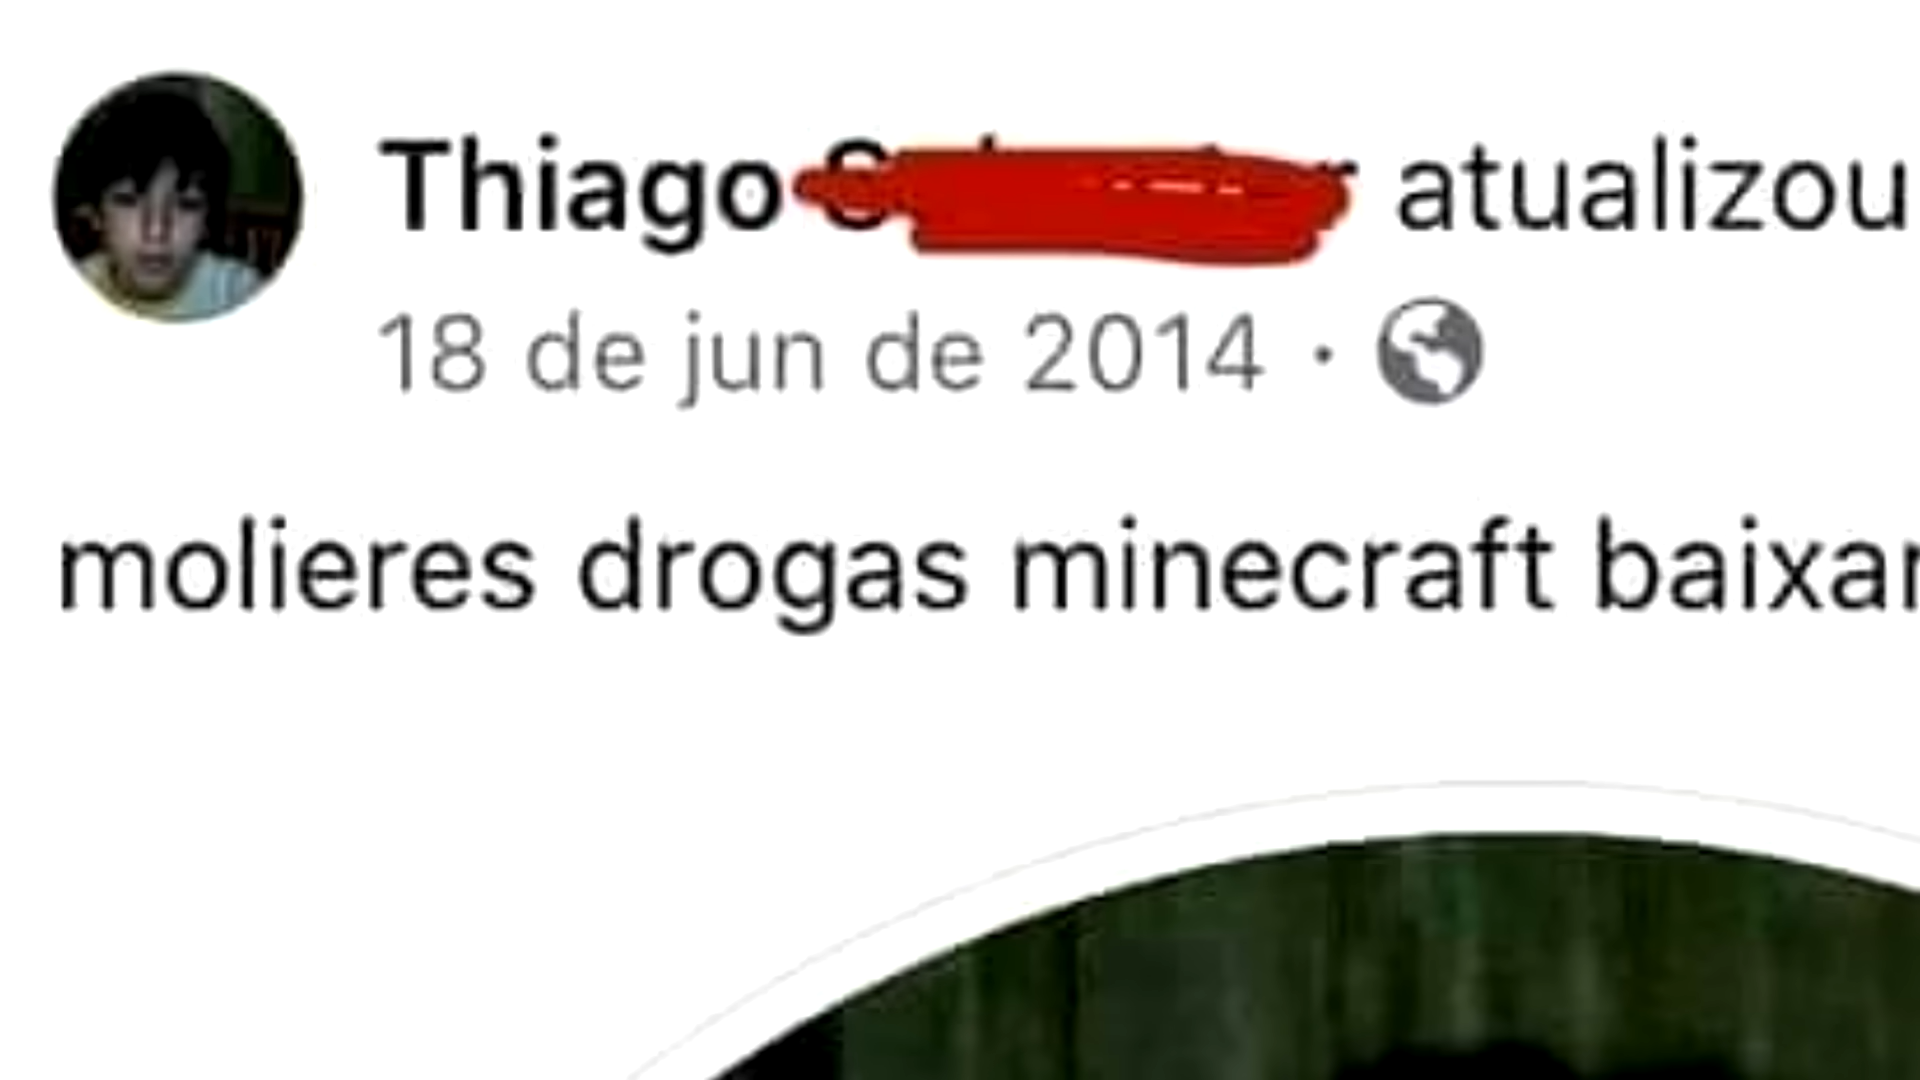 Thiago atualizou
18 de jun de 2014 ·
molieres drogas minecraft baixar